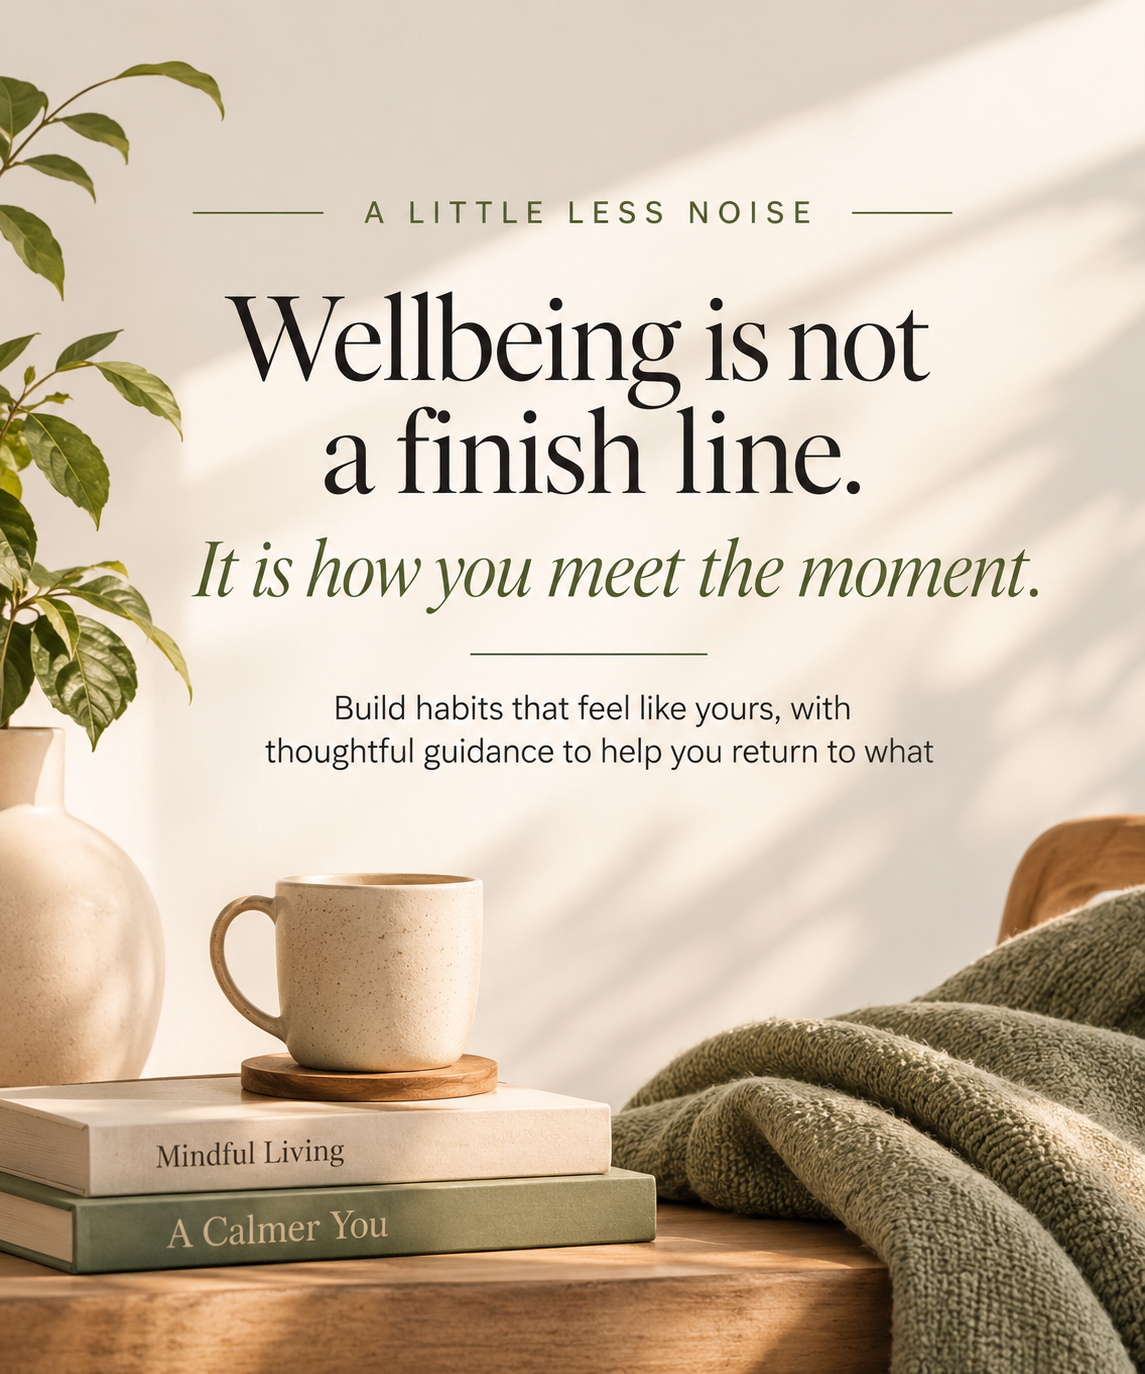 A LITTLE LESS NOISE
Wellbeing is not
a finish line.
It is how you meet the moment.
Build habits that feel like yours, with
thoughtful guidance to help you return to what
Mindful Living
A Calmer You